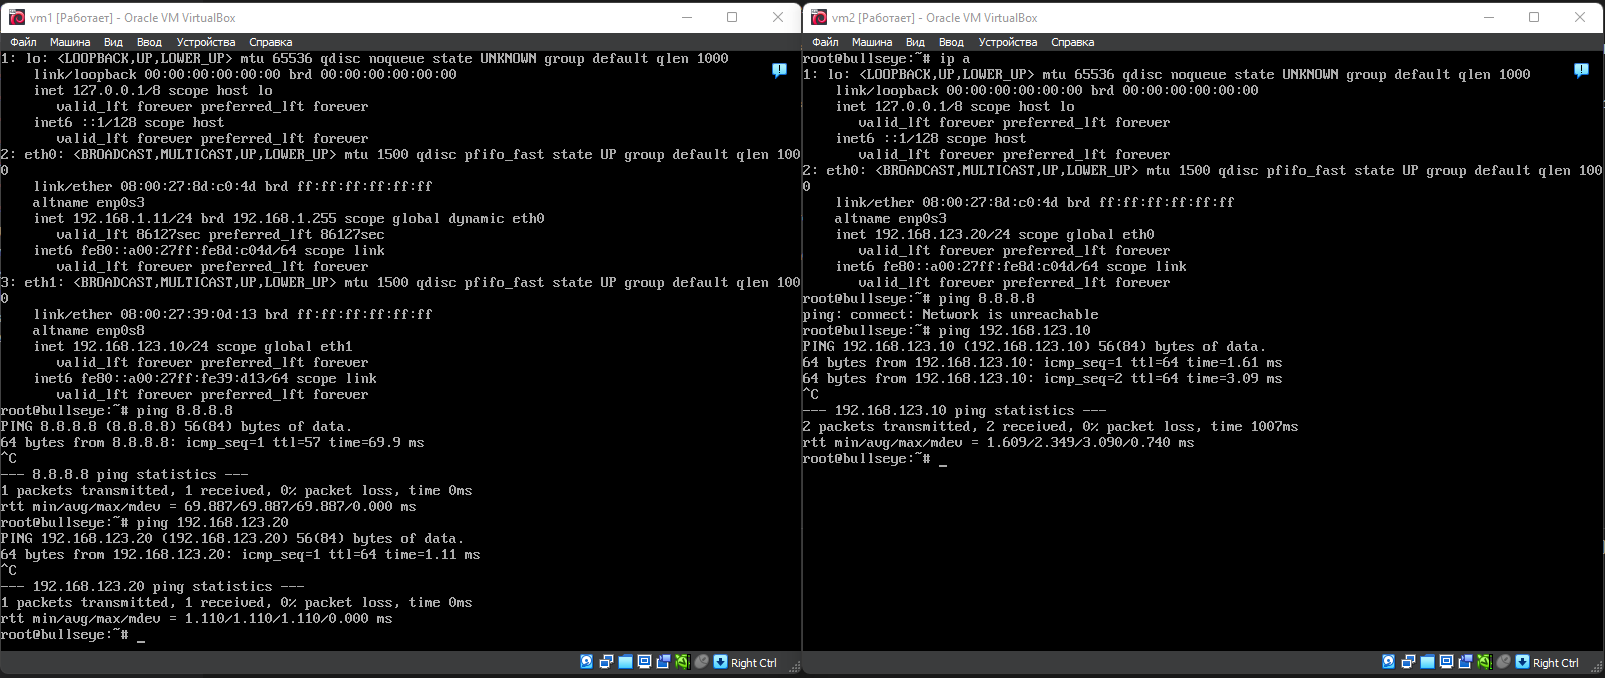 vm1 [Работает] - Oracle VM VirtualBox
Файл Машина Вид Ввод Устройства Справка
1: lo: <LOOPBACK,UP,LOWER_UP> mtu 65536 qdisc noqueue state UNKNOWN group default qlen 1000
link/loopback 00:00:00:00:00:00 brd 00:00:00:00:00:00
inet 127.0.0.1/8 scope host lo
valid_lft forever preferred_lft forever
inet6 ::1/128 scope host
valid_lft forever preferred_lft forever
2: eth0: <BROADCAST,MULTICAST,UP,LOWER_UP> mtu 1500 qdisc pfifo_fast state UP group default qlen 100
0
link/ether 08:00:27:8d:c0:4d brd ff:ff:ff:ff:ff:ff
altname enp0s3
inet 192.168.1.11/24 brd 192.168.1.255 scope global dynamic eth0
valid_lft 86127sec preferred_lft 86127sec
inet6 fe80::a00:27ff:fe8d:c04d/64 scope link
valid_lft forever preferred_lft forever
3: eth1: <BROADCAST,MULTICAST,UP,LOWER_UP> mtu 1500 qdisc pfifo_fast state UP group default qlen 100
0
link/ether 08:00:27:39:0d:13 brd ff:ff:ff:ff:ff:ff
altname enp0s8
inet 192.168.123.10/24 scope global eth1
valid_lft forever preferred_lft forever
inet6 fe80::a00:27ff:fe39:d13/64 scope link
valid_lft forever preferred_lft forever
root@bullseye:~# ping 8.8.8.8
PING 8.8.8.8 (8.8.8.8) 56(84) bytes of data.
64 bytes from 8.8.8.8: icmp_seq=1 ttl=57 time=69.9 ms
^C
--- 8.8.8.8 ping statistics ---
1 packets transmitted, 1 received, 0% packet loss, time 0ms
rtt min/avg/max/mdev = 69.887/69.887/69.887/0.000 ms
root@bullseye:~# ping 192.168.123.20
PING 192.168.123.20 (192.168.123.20) 56(84) bytes of data.
64 bytes from 192.168.123.20: icmp_seq=1 ttl=64 time=1.11 ms
^C
--- 192.168.123.20 ping statistics ---
1 packets transmitted, 1 received, 0% packet loss, time 0ms
rtt min/avg/max/mdev = 1.110/1.110/1.110/0.000 ms
root@bullseye:~# _
Right Ctrl
vm2 [Работает] - Oracle VM VirtualBox
Файл Машина Вид Ввод Устройства Справка
root@bullseye:~# ip a
1: lo: <LOOPBACK,UP,LOWER_UP> mtu 65536 qdisc noqueue state UNKNOWN group default qlen 1000
link/loopback 00:00:00:00:00:00 brd 00:00:00:00:00:00
inet 127.0.0.1/8 scope host lo
valid_lft forever preferred_lft forever
inet6 ::1/128 scope host
valid_lft forever preferred_lft forever
2: eth0: <BROADCAST,MULTICAST,UP,LOWER_UP> mtu 1500 qdisc pfifo_fast state UP group default qlen 100
0
link/ether 08:00:27:8d:c0:4d brd ff:ff:ff:ff:ff:ff
altname enp0s3
inet 192.168.123.20/24 scope global eth0
valid_lft forever preferred_lft forever
inet6 fe80::a00:27ff:fe8d:c04d/64 scope link
valid_lft forever preferred_lft forever
root@bullseye:~# ping 8.8.8.8
ping: connect: Network is unreachable
root@bullseye:~# ping 192.168.123.10
PING 192.168.123.10 (192.168.123.10) 56(84) bytes of data.
64 bytes from 192.168.123.10: icmp_seq=1 ttl=64 time=1.61 ms
64 bytes from 192.168.123.10: icmp_seq=2 ttl=64 time=3.09 ms
^C
--- 192.168.123.10 ping statistics ---
2 packets transmitted, 2 received, 0% packet loss, time 1007ms
rtt min/avg/max/mdev = 1.609/2.349/3.090/0.740 ms
root@bullseye:~# _
Right Ctrl